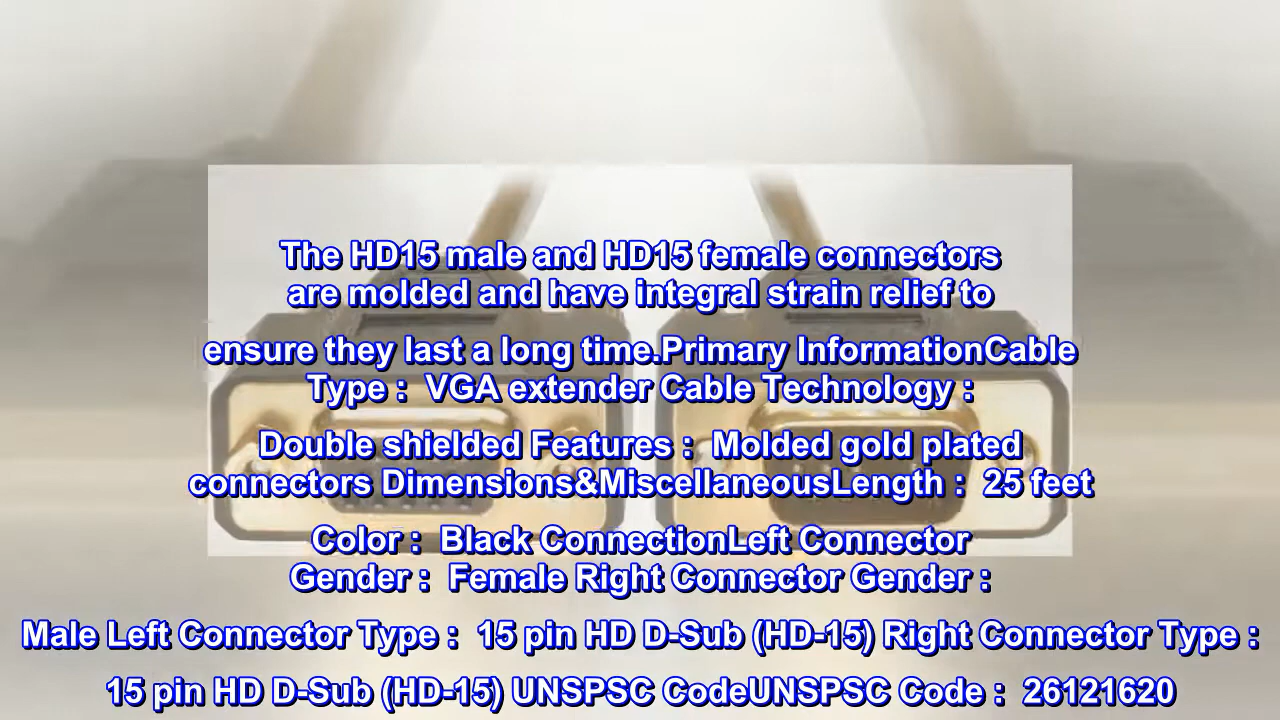 The HD15 male and HD15 female connectors
are molded and have integral strain relief to
ensure they last a long time.Primary InformationCable
Type :  VGA extender Cable Technology :
Double shielded Features :  Molded gold plated
connectors Dimensions&MiscellaneousLength :  25 feet
Color :  Black ConnectionLeft Connector
Gender :  Female Right Connector Gender :
Male Left Connector Type :  15 pin HD D-Sub (HD-15) Right Connector Type :
15 pin HD D-Sub (HD-15) UNSPSC CodeUNSPSC Code :  26121620